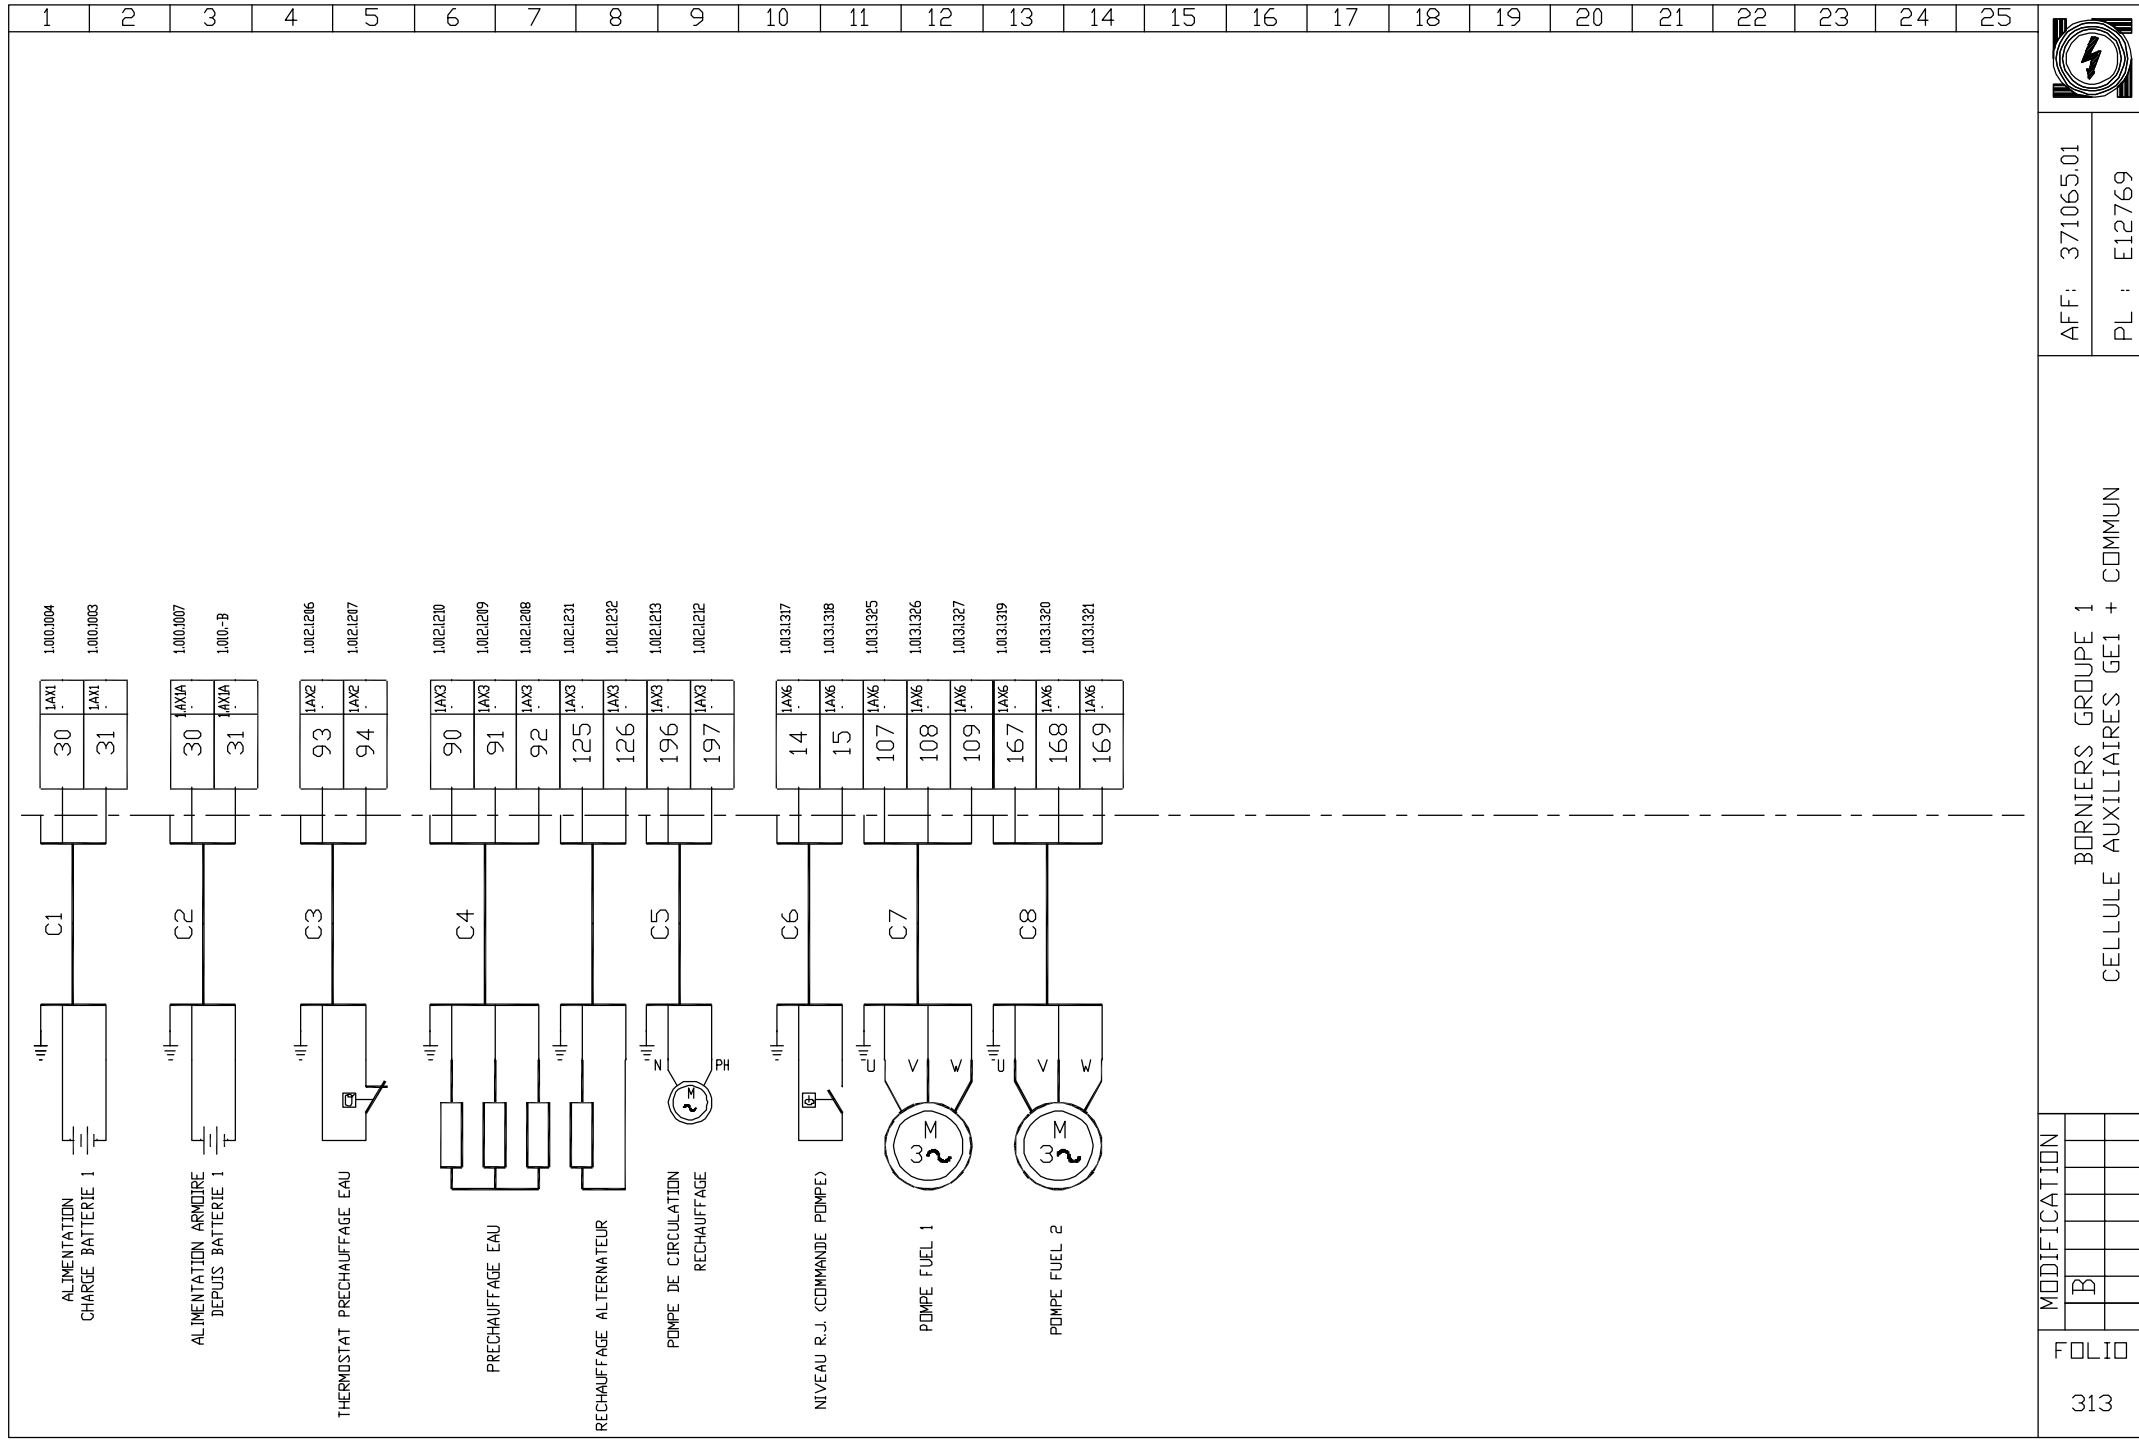 1 2 3 4 5 6 7 8 9 10 11 12 13 14 15 16 17 18 19 20 21 22 23 24 25
1.010.1004
1.010.1003
1.010.1007
1.010.-B
1.012.1206
1.012.1207
1.012.1210
1.012.1209
1.012.1208
1.012.1231
1.012.1232
1.012.1213
1.012.1212
1.013.1317
1.013.1318
1.013.1325
1.013.1326
1.013.1327
1.013.1319
1.013.1320
1.013.1321
1AX1 1AX1 1AX1A 1AX1A 1AX2 1AX2 1AX3 1AX3 1AX3 1AX3 1AX3 1AX3 1AX3 1AX6 1AX6 1AX6 1AX6 1AX6 1AX6 1AX6 1AX6
30 31 30 31 93 94 90 91 92 125 126 196 197 14 15 107 108 109 167 168 169
C1 C2 C3 C4 C5 C6 C7 C8
N PH U V W U V W
M
M
3
M
3
ALIMENTATION
CHARGE BATTERIE 1
ALIMENTATION ARMOIRE
DEPUIS BATTERIE 1
THERMOSTAT PRECHAUFFAGE EAU
PRECHAUFFAGE EAU
RECHAUFFAGE ALTERNATEUR
POMPE DE CIRCULATION
RECHAUFFAGE
NIVEAU R.J. (COMMANDE POMPE)
POMPE FUEL 1
POMPE FUEL 2
AFF: 371065.01
PL : E12769
BORNIERS GROUPE 1
CELLULE AUXILIAIRES GE1 + COMMUN
MODIFICATION
B
FOLIO
313